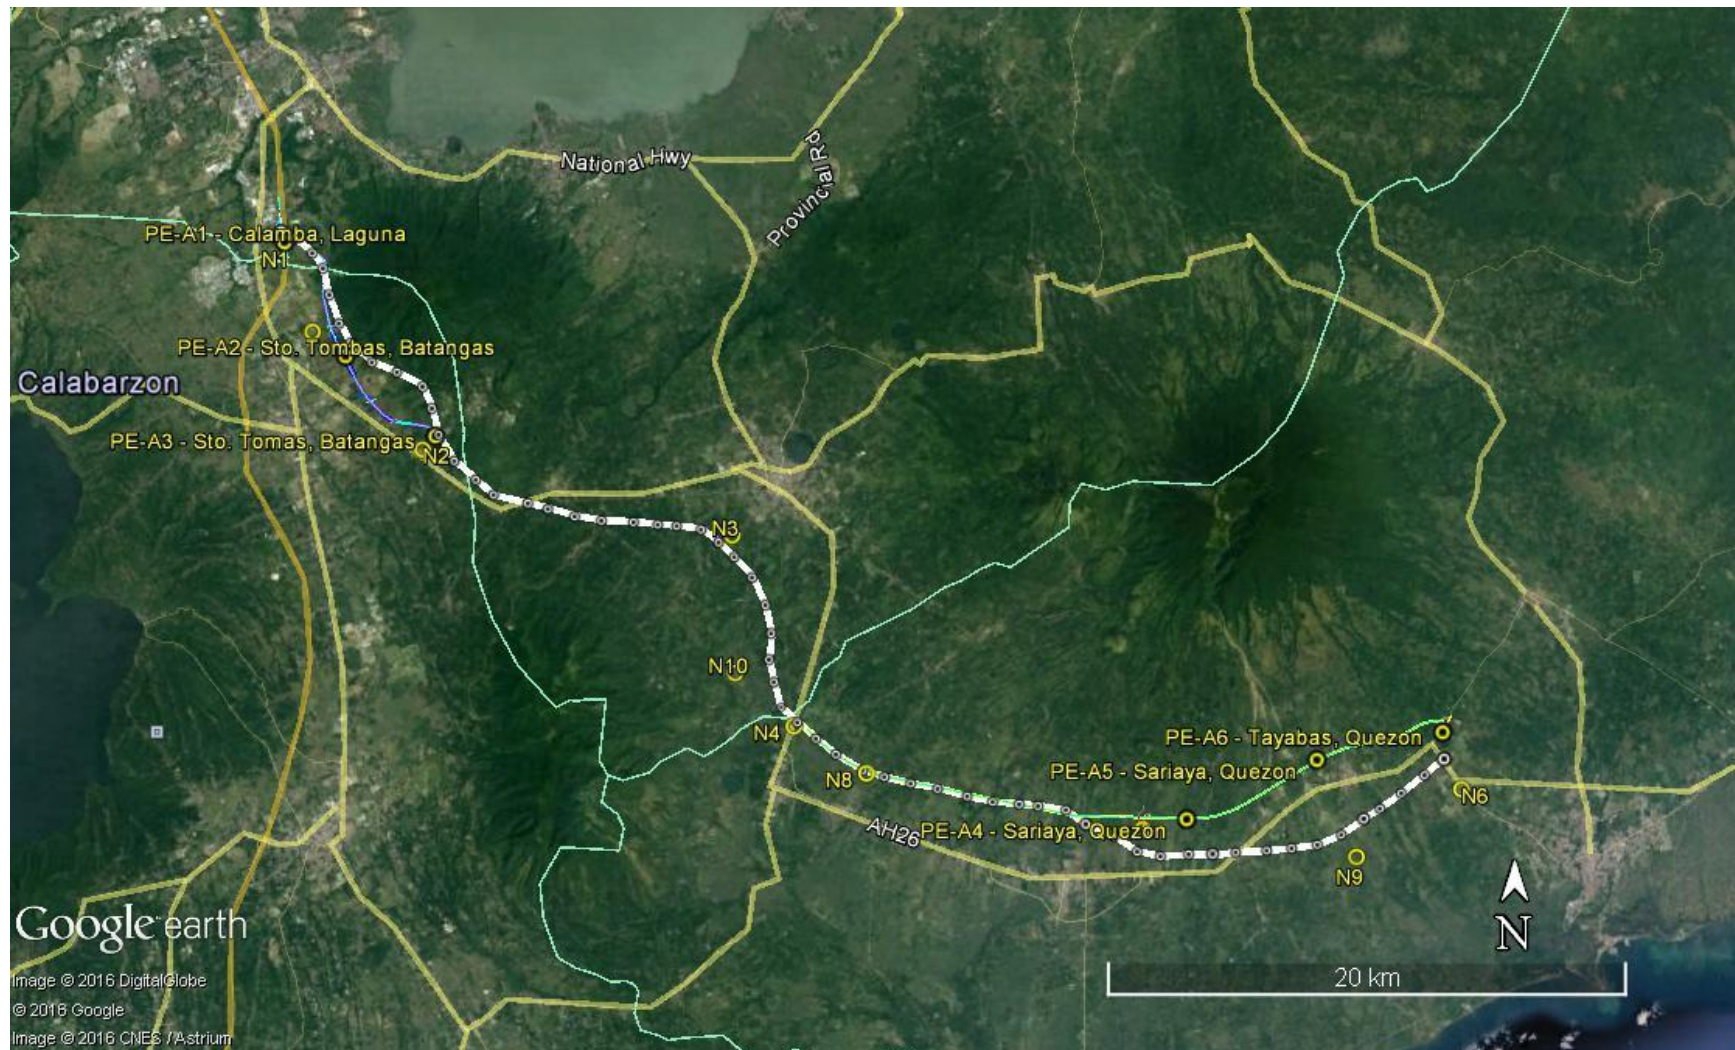 National Hwy
Provincial Rd
PE-A1 - Calamba, Laguna
N1
PE-A2 - Sto. Tombas, Batangas
Calabarzon
PE-A3 - Sto. Tomas, Batangas
N2
N3
N10
N4
PE-A6 - Tayabas, Quezon
PE-A5 - Sariaya, Quezon
N8
N6
AH26
PE-A4 - Sariaya, Quezon
N9
Google earth
N
20 km
Image © 2016 DigitalGlobe
© 2016 Google
Image © 2016 CNES / Astrium